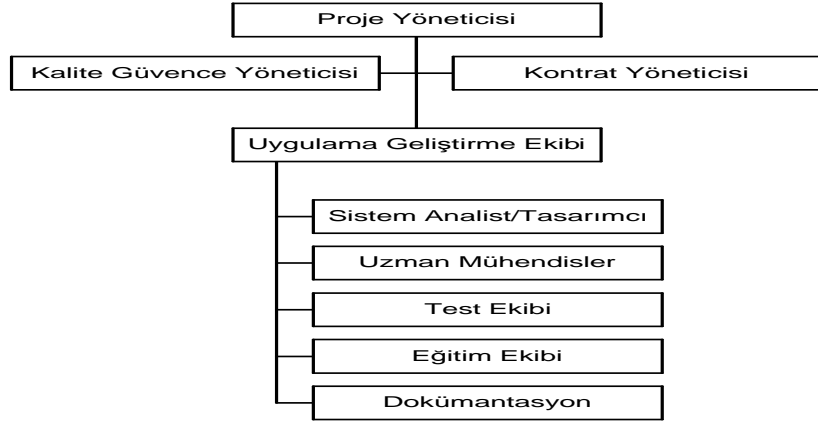 Proje Yöneticisi
Kalite Güvence Yöneticisi
Kontrat Yöneticisi
Uygulama Geliştirme Ekibi
Sistem Analist/Tasarımcı
Uzman Mühendisler
Test Ekibi
Eğitim Ekibi
Dokümantasyon